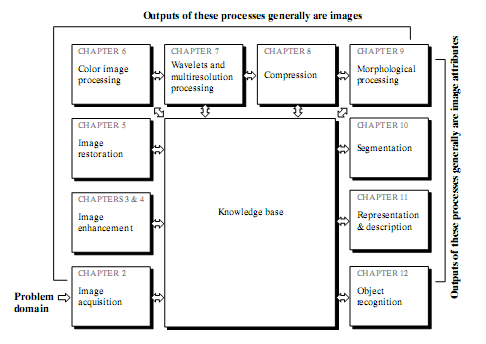 Outputs of these processes generally are images
CHAPTER 6
Color image
processing
CHAPTER 7
Wavelets and
multiresolution
processing
CHAPTER 8
Compression
CHAPTER 9
Morphological
processing
CHAPTER 5
Image
restoration
CHAPTERS 3 & 4
Image
enhancement
CHAPTER 2
Image
acquisition
Problem
domain
Knowledge base
CHAPTER 10
Segmentation
CHAPTER 11
Representation
& description
CHAPTER 12
Object
recognition
Outputs of these processes generally are image attributes